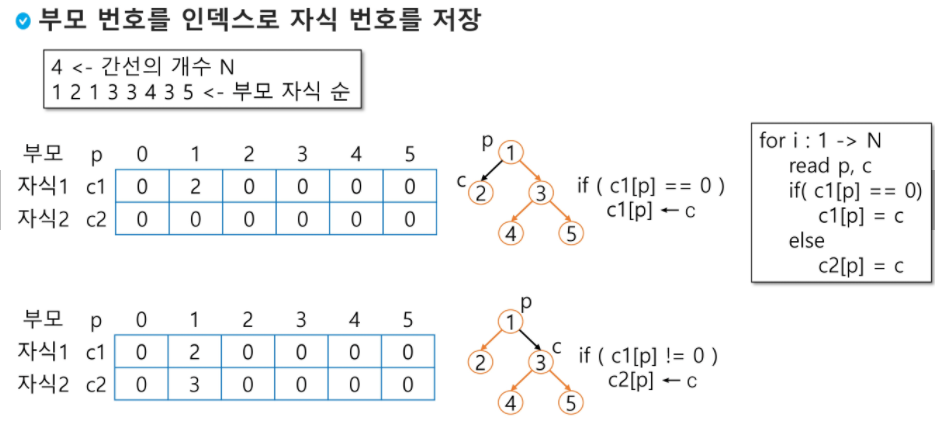 부모 번호를 인덱스로 자식 번호를 저장
4 <- 간선의 개수 N
1 2 1 3 3 4 3 5 <- 부모 자식 순
부모 p 0 1 2 3 4 5
자식1 c1 0 2 0 0 0 0
자식2 c2 0 0 0 0 0 0
p
1
c
2 3
4 5
if ( c1[p] == 0 )
c1[p] ← c
for i : 1 -> N
read p, c
if( c1[p] == 0)
c1[p] = c
else
c2[p] = c
부모 p 0 1 2 3 4 5
자식1 c1 0 2 0 0 0 0
자식2 c2 0 3 0 0 0 0
p
1
c
2 3
4 5
if ( c1[p] != 0 )
c2[p] ← c